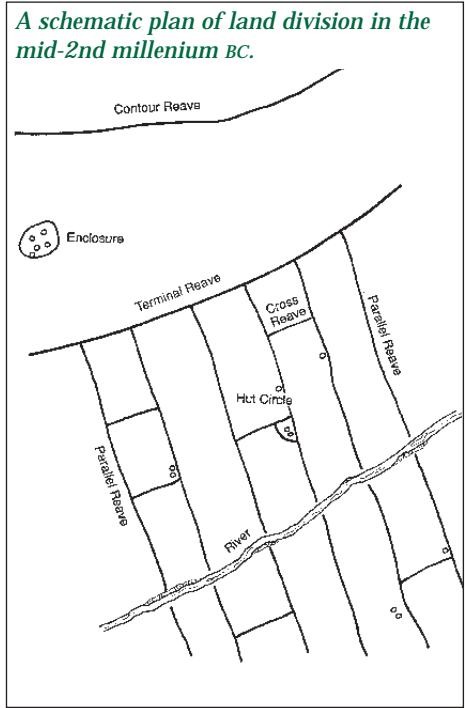 A schematic plan of land division in the
mid-2nd millenium BC.
Contour Reave
Enclosure
Terminal Reave
Cross
Reave
Parallel Reave
Hut Circle
Parallel Reave
River